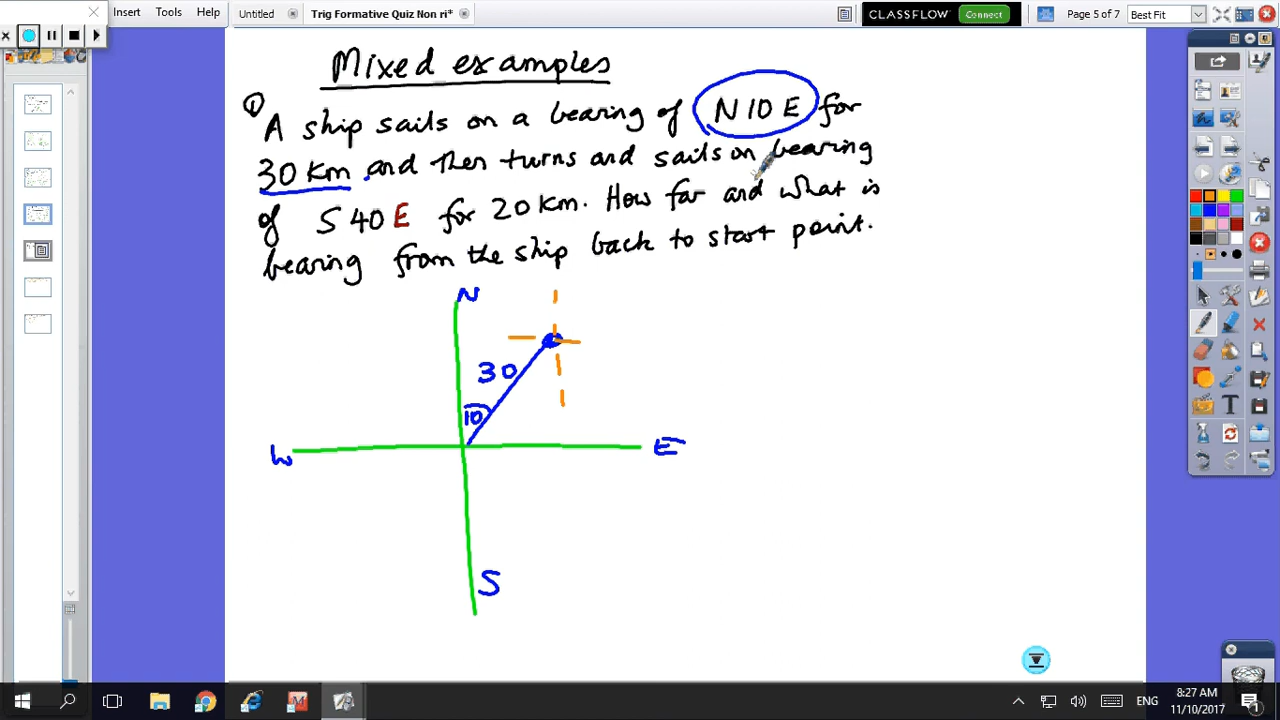 Insert Tools Help Untitled Trig Formative Quiz Non ri* CLASSFLOW Connect Page 5 of 7 Best Fit
Mixed examples
① A ship sails on a bearing of N 10 E for
30 km and then turns and sails on bearing
of S 40 E for 20 km. How far and what is
bearing from the ship back to start point.
N
30
10
W
E
S
8:27 AM
ENG
11/10/2017